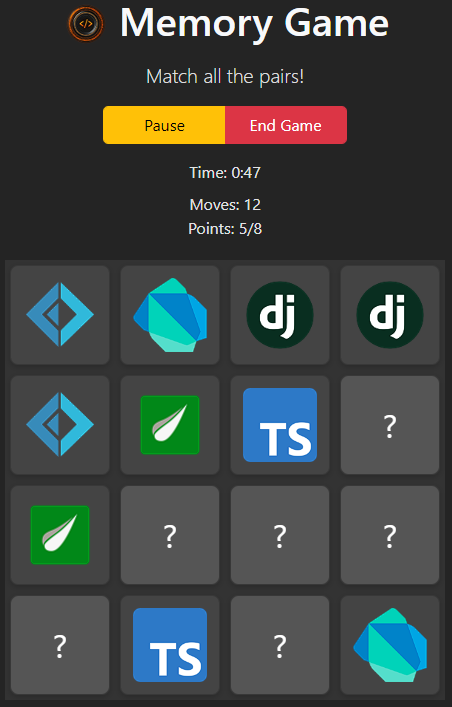 </> Memory Game
Match all the pairs!
Pause End Game
Time: 0:47
Moves: 12
Points: 5/8
dj dj
TS ?
? ? ?
? TS ?